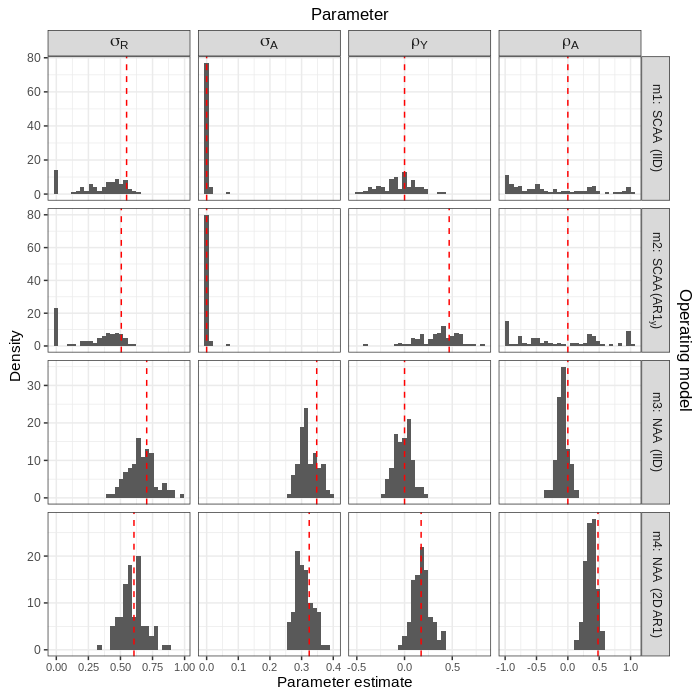 Parameter
σR
σA
ρY
ρA
80
60
40
20
0
m1: SCAA (IID)
80
60
40
20
0
m2: SCAA (AR1y)
30
20
10
0
m3: NAA (IID)
20
10
0
m4: NAA (2D AR1)
Density
Operating model
0.00 0.25 0.50 0.75 1.00
0.0 0.1 0.2 0.3 0.4
-0.5 0.0 0.5
-1.0 -0.5 0.0 0.5 1.0
Parameter estimate